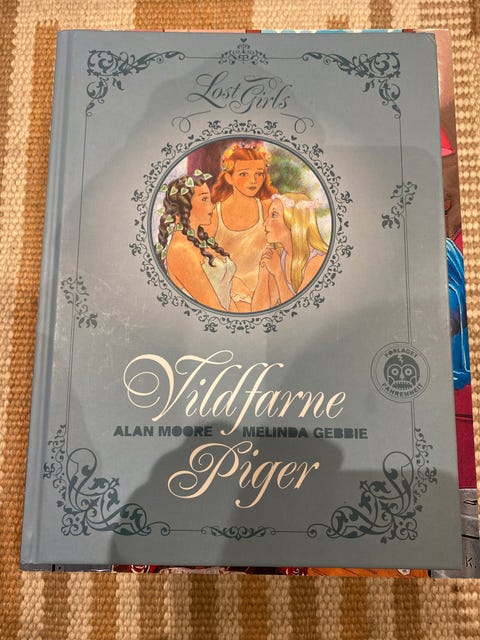 Lost Girls
Vildfarne
ALAN MOORE MELINDA GEBBIE
Piger
FORLAGET
FAHRENHEIT
K